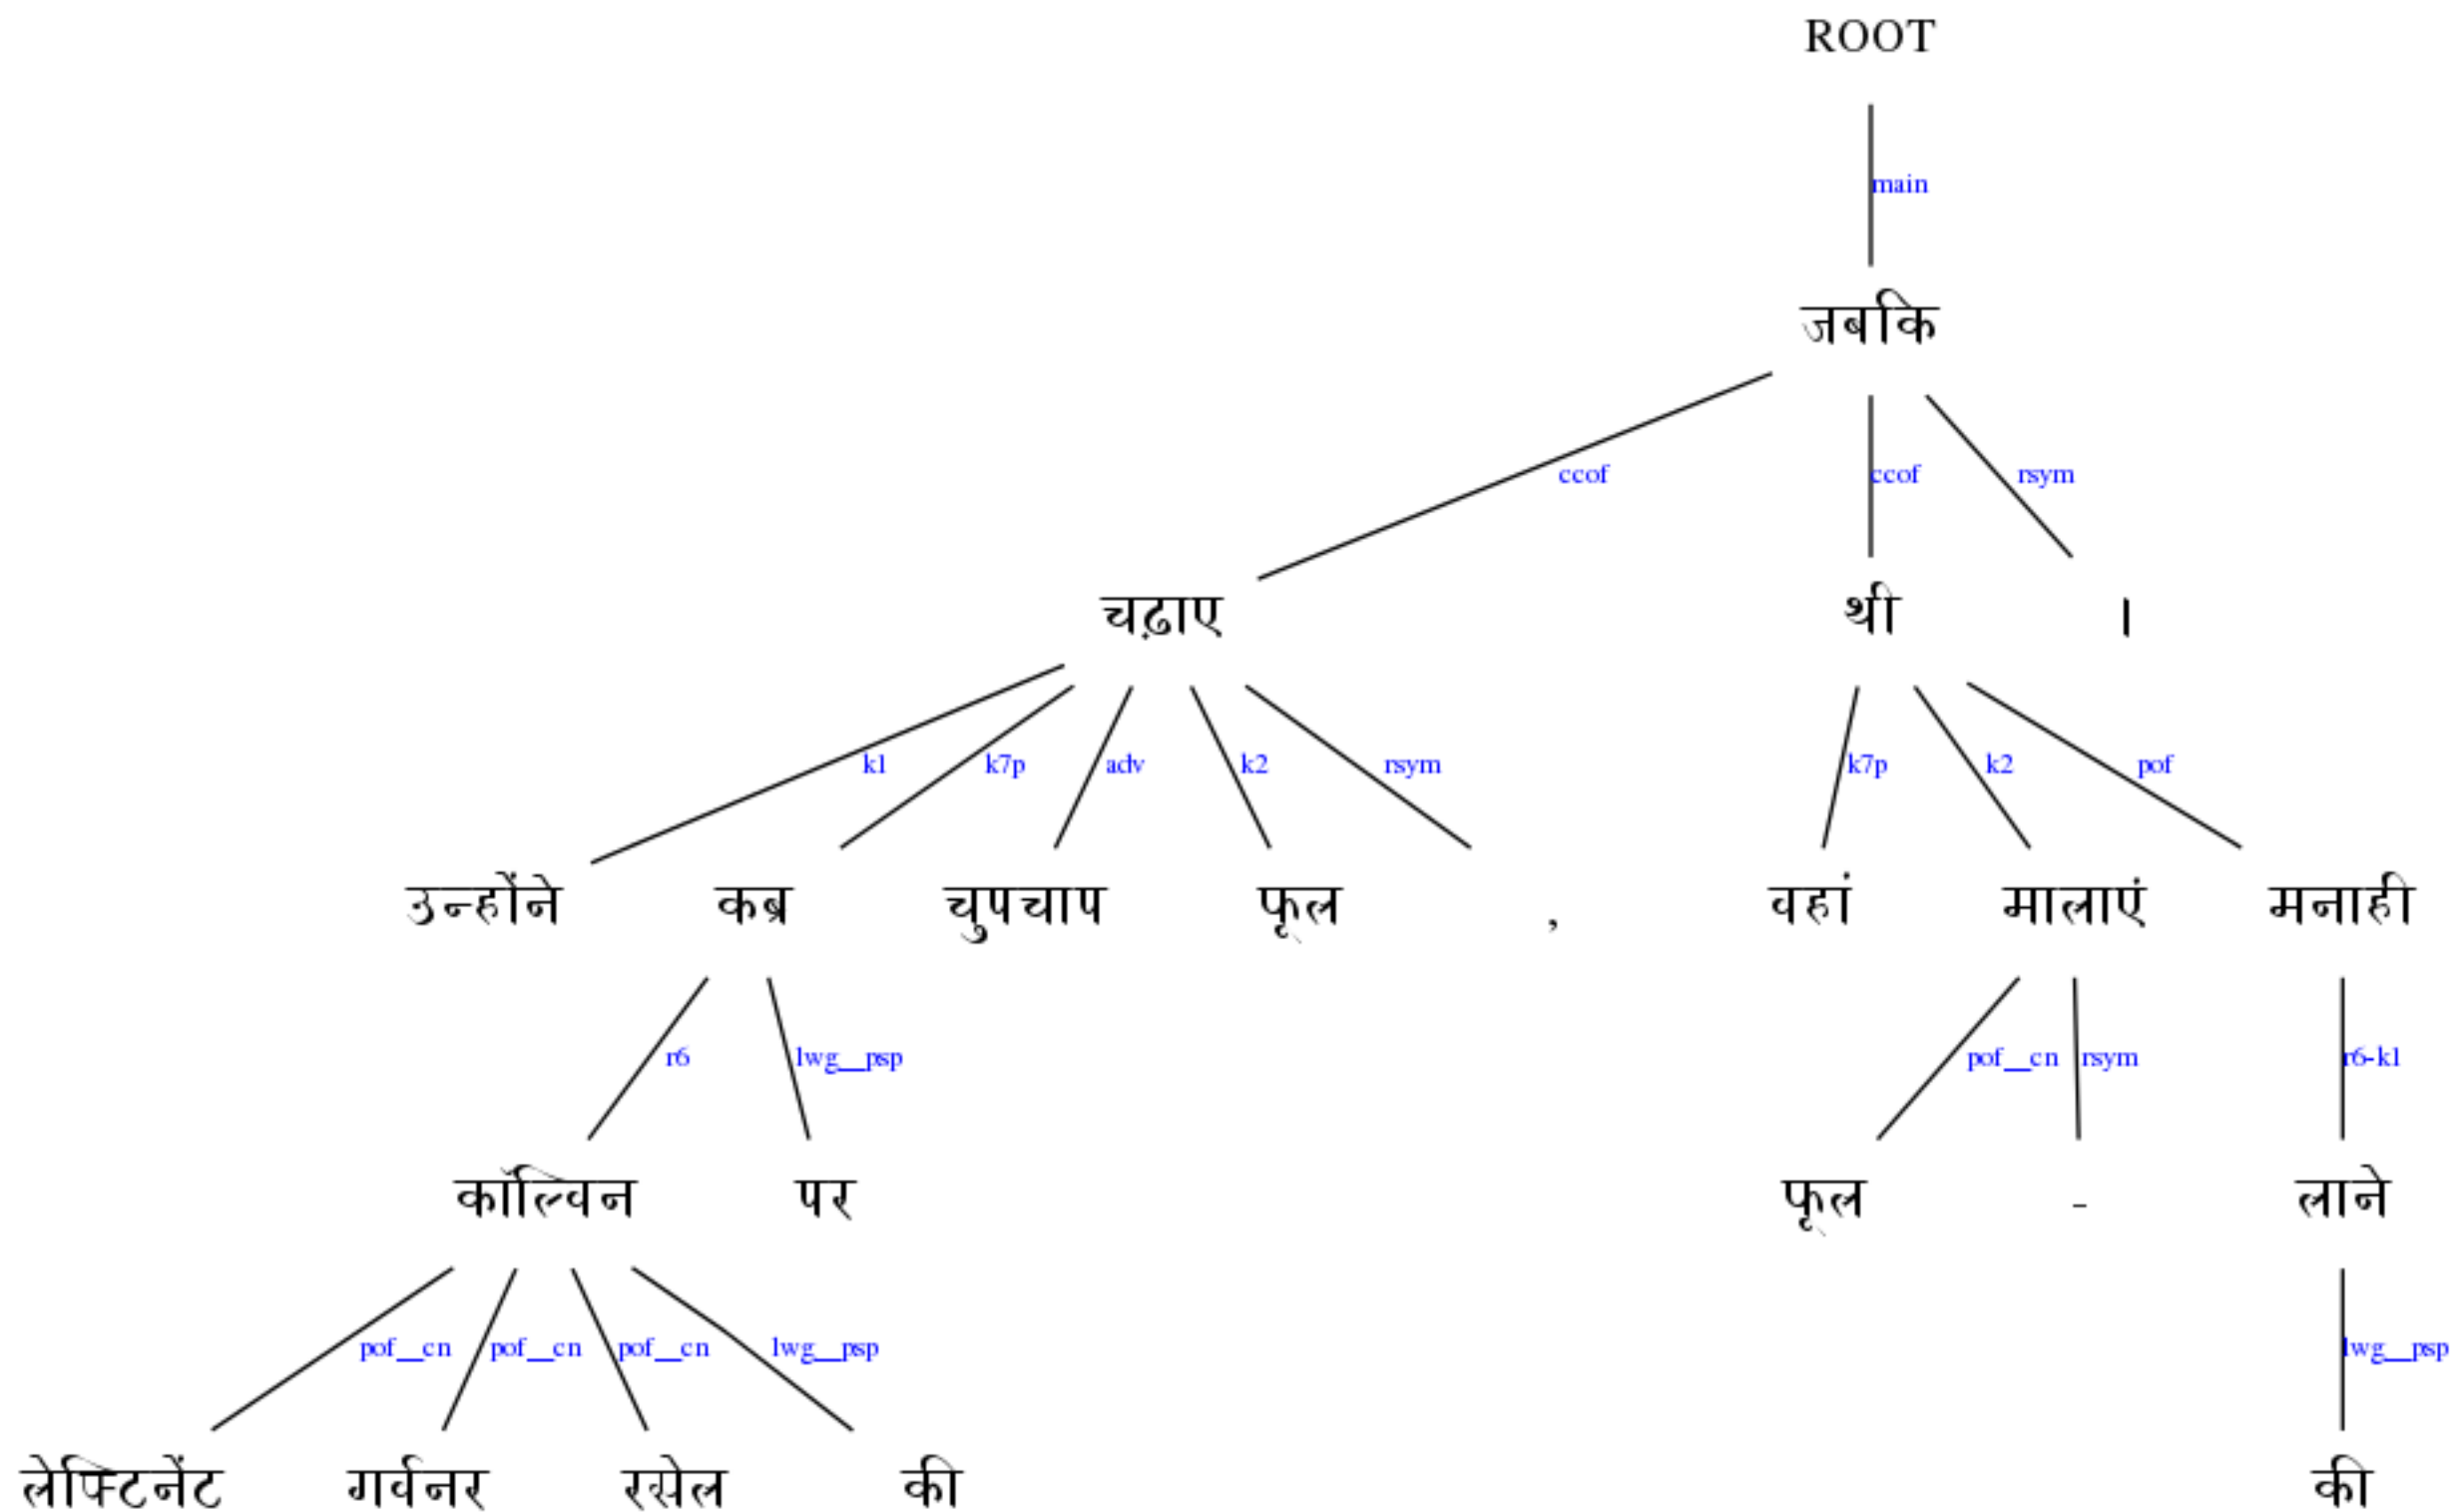 ROOT
main
जबकि
ccof ccof rsym
चढ़ाए थी ।
k1 k7p adv k2 rsym k7p k2 pof
उन्होंने कब्र चुपचाप फूल , वहां मालाएं मनाही
r6 lwg__psp pof__cn rsym r6-k1
कॉल्विन पर फूल - लाने
pof__cn pof__cn pof__cn lwg__psp lwg__psp
लेफ्टिनेंट गर्वनर रसेल की की